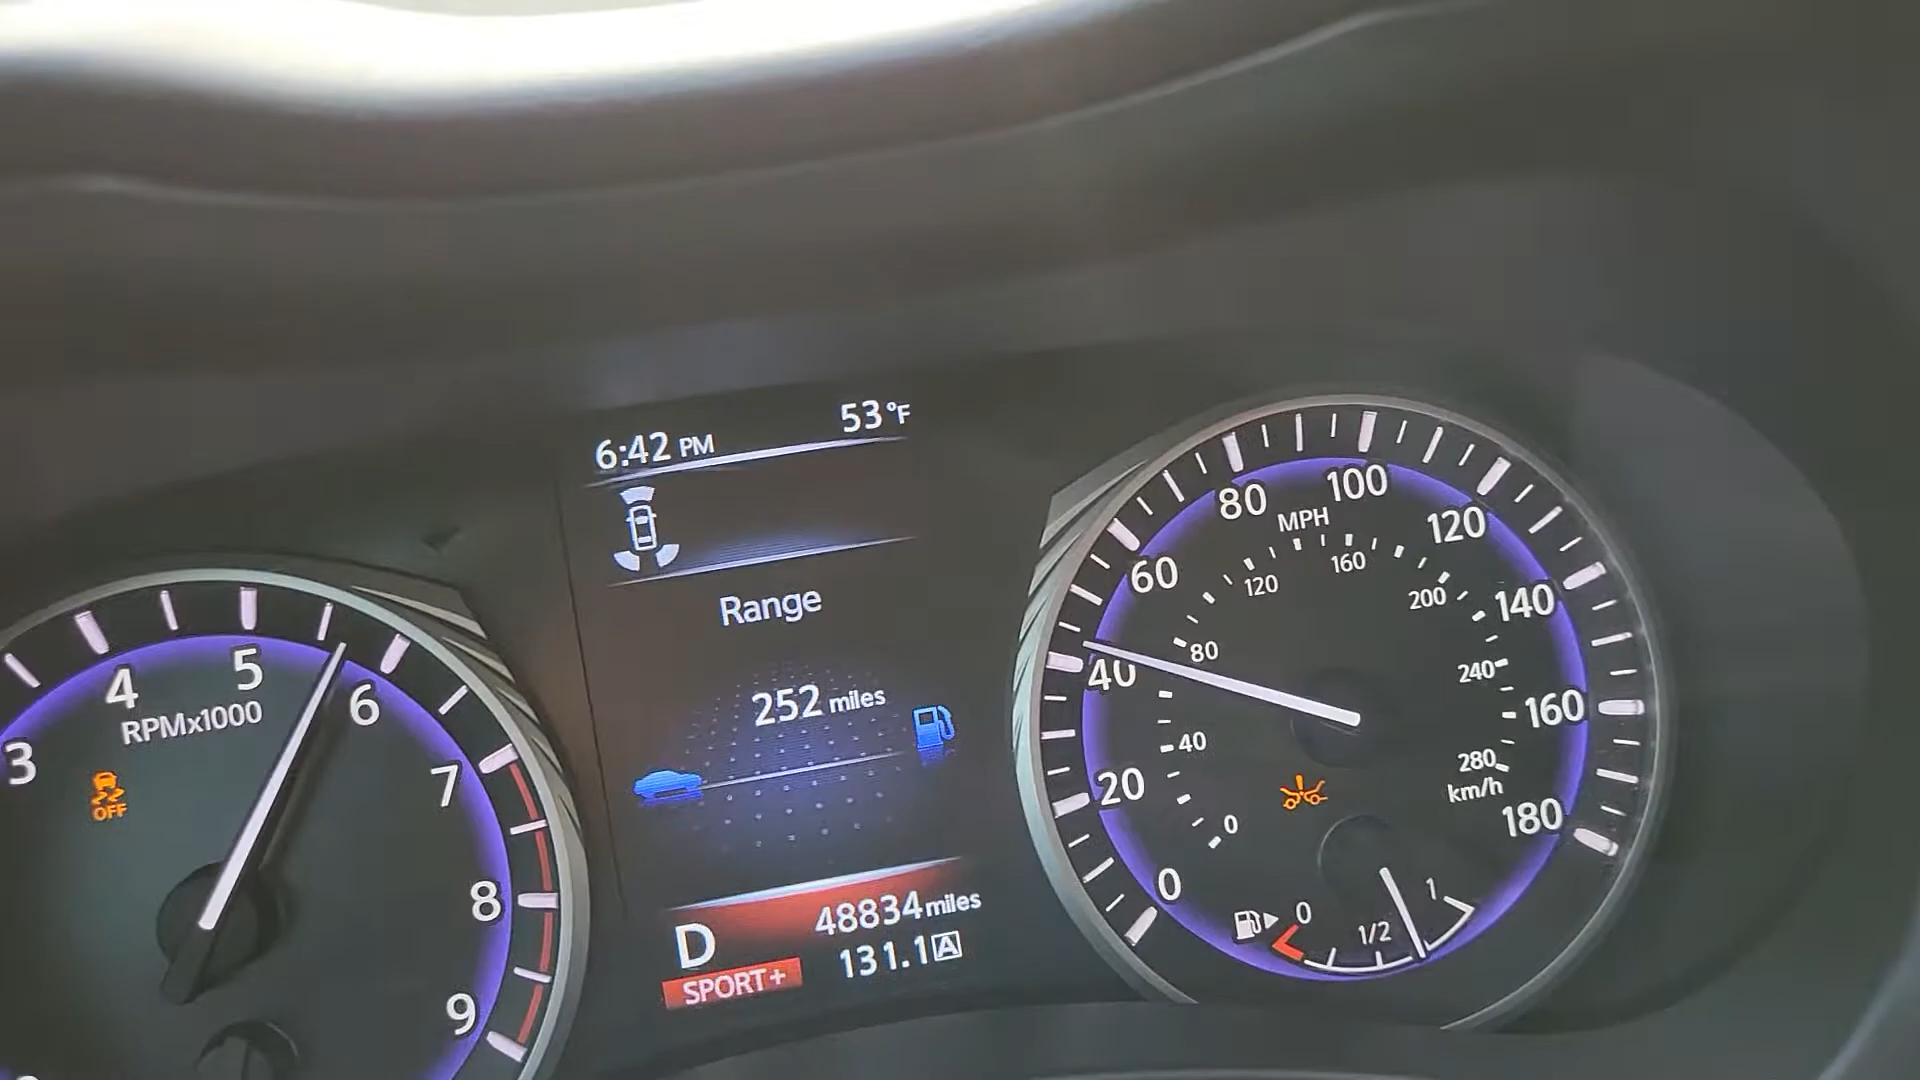 6:42 PM 53°F
Range
252 miles
D 48834 miles
SPORT+ 131.1 A
3 4 5 6 7 8 9
RPMx1000
OFF
0 20 40 60 80 100 120 140 160 180
MPH
0 40 80 120 160 200 240 280
km/h
0 1/2 1